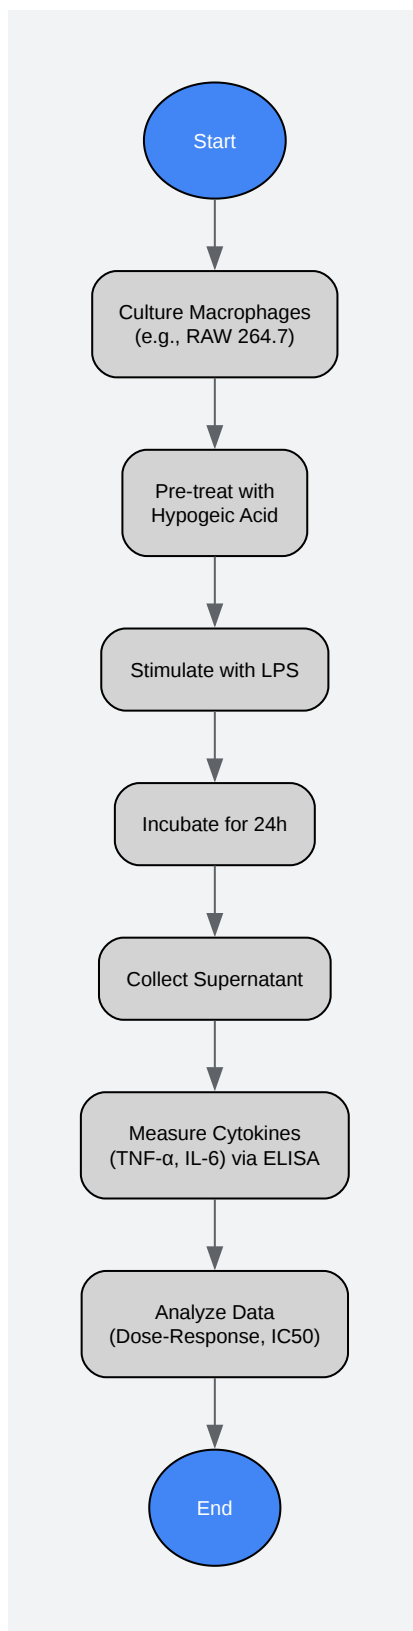 Start
Culture Macrophages
(e.g., RAW 264.7)
Pre-treat with
Hypogeic Acid
Stimulate with LPS
Incubate for 24h
Collect Supernatant
Measure Cytokines
(TNF-α, IL-6) via ELISA
Analyze Data
(Dose-Response, IC50)
End